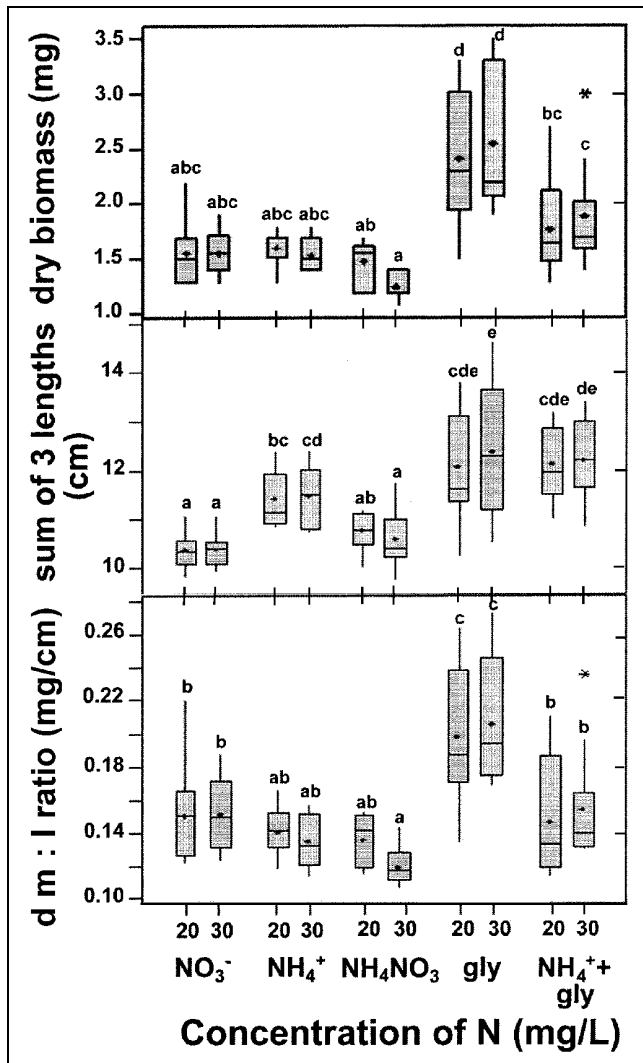 dry biomass (mg)
3.5
3.0
2.5
2.0
1.5
1.0
abc
abc
abc
abc
ab
a
d
d
bc
*
c
sum of 3 lengths
(cm)
14
12
10
a
a
bc
cd
ab
a
cde
e
cde
de
d m : l ratio (mg/cm)
0.26
0.22
0.18
0.14
0.10
b
b
ab
ab
ab
a
c
c
b
*
b
20 30 20 30 20 30 20 30 20 30
NO₃⁻ NH₄⁺ NH₄NO₃ gly NH₄⁺+
gly
Concentration of N (mg/L)